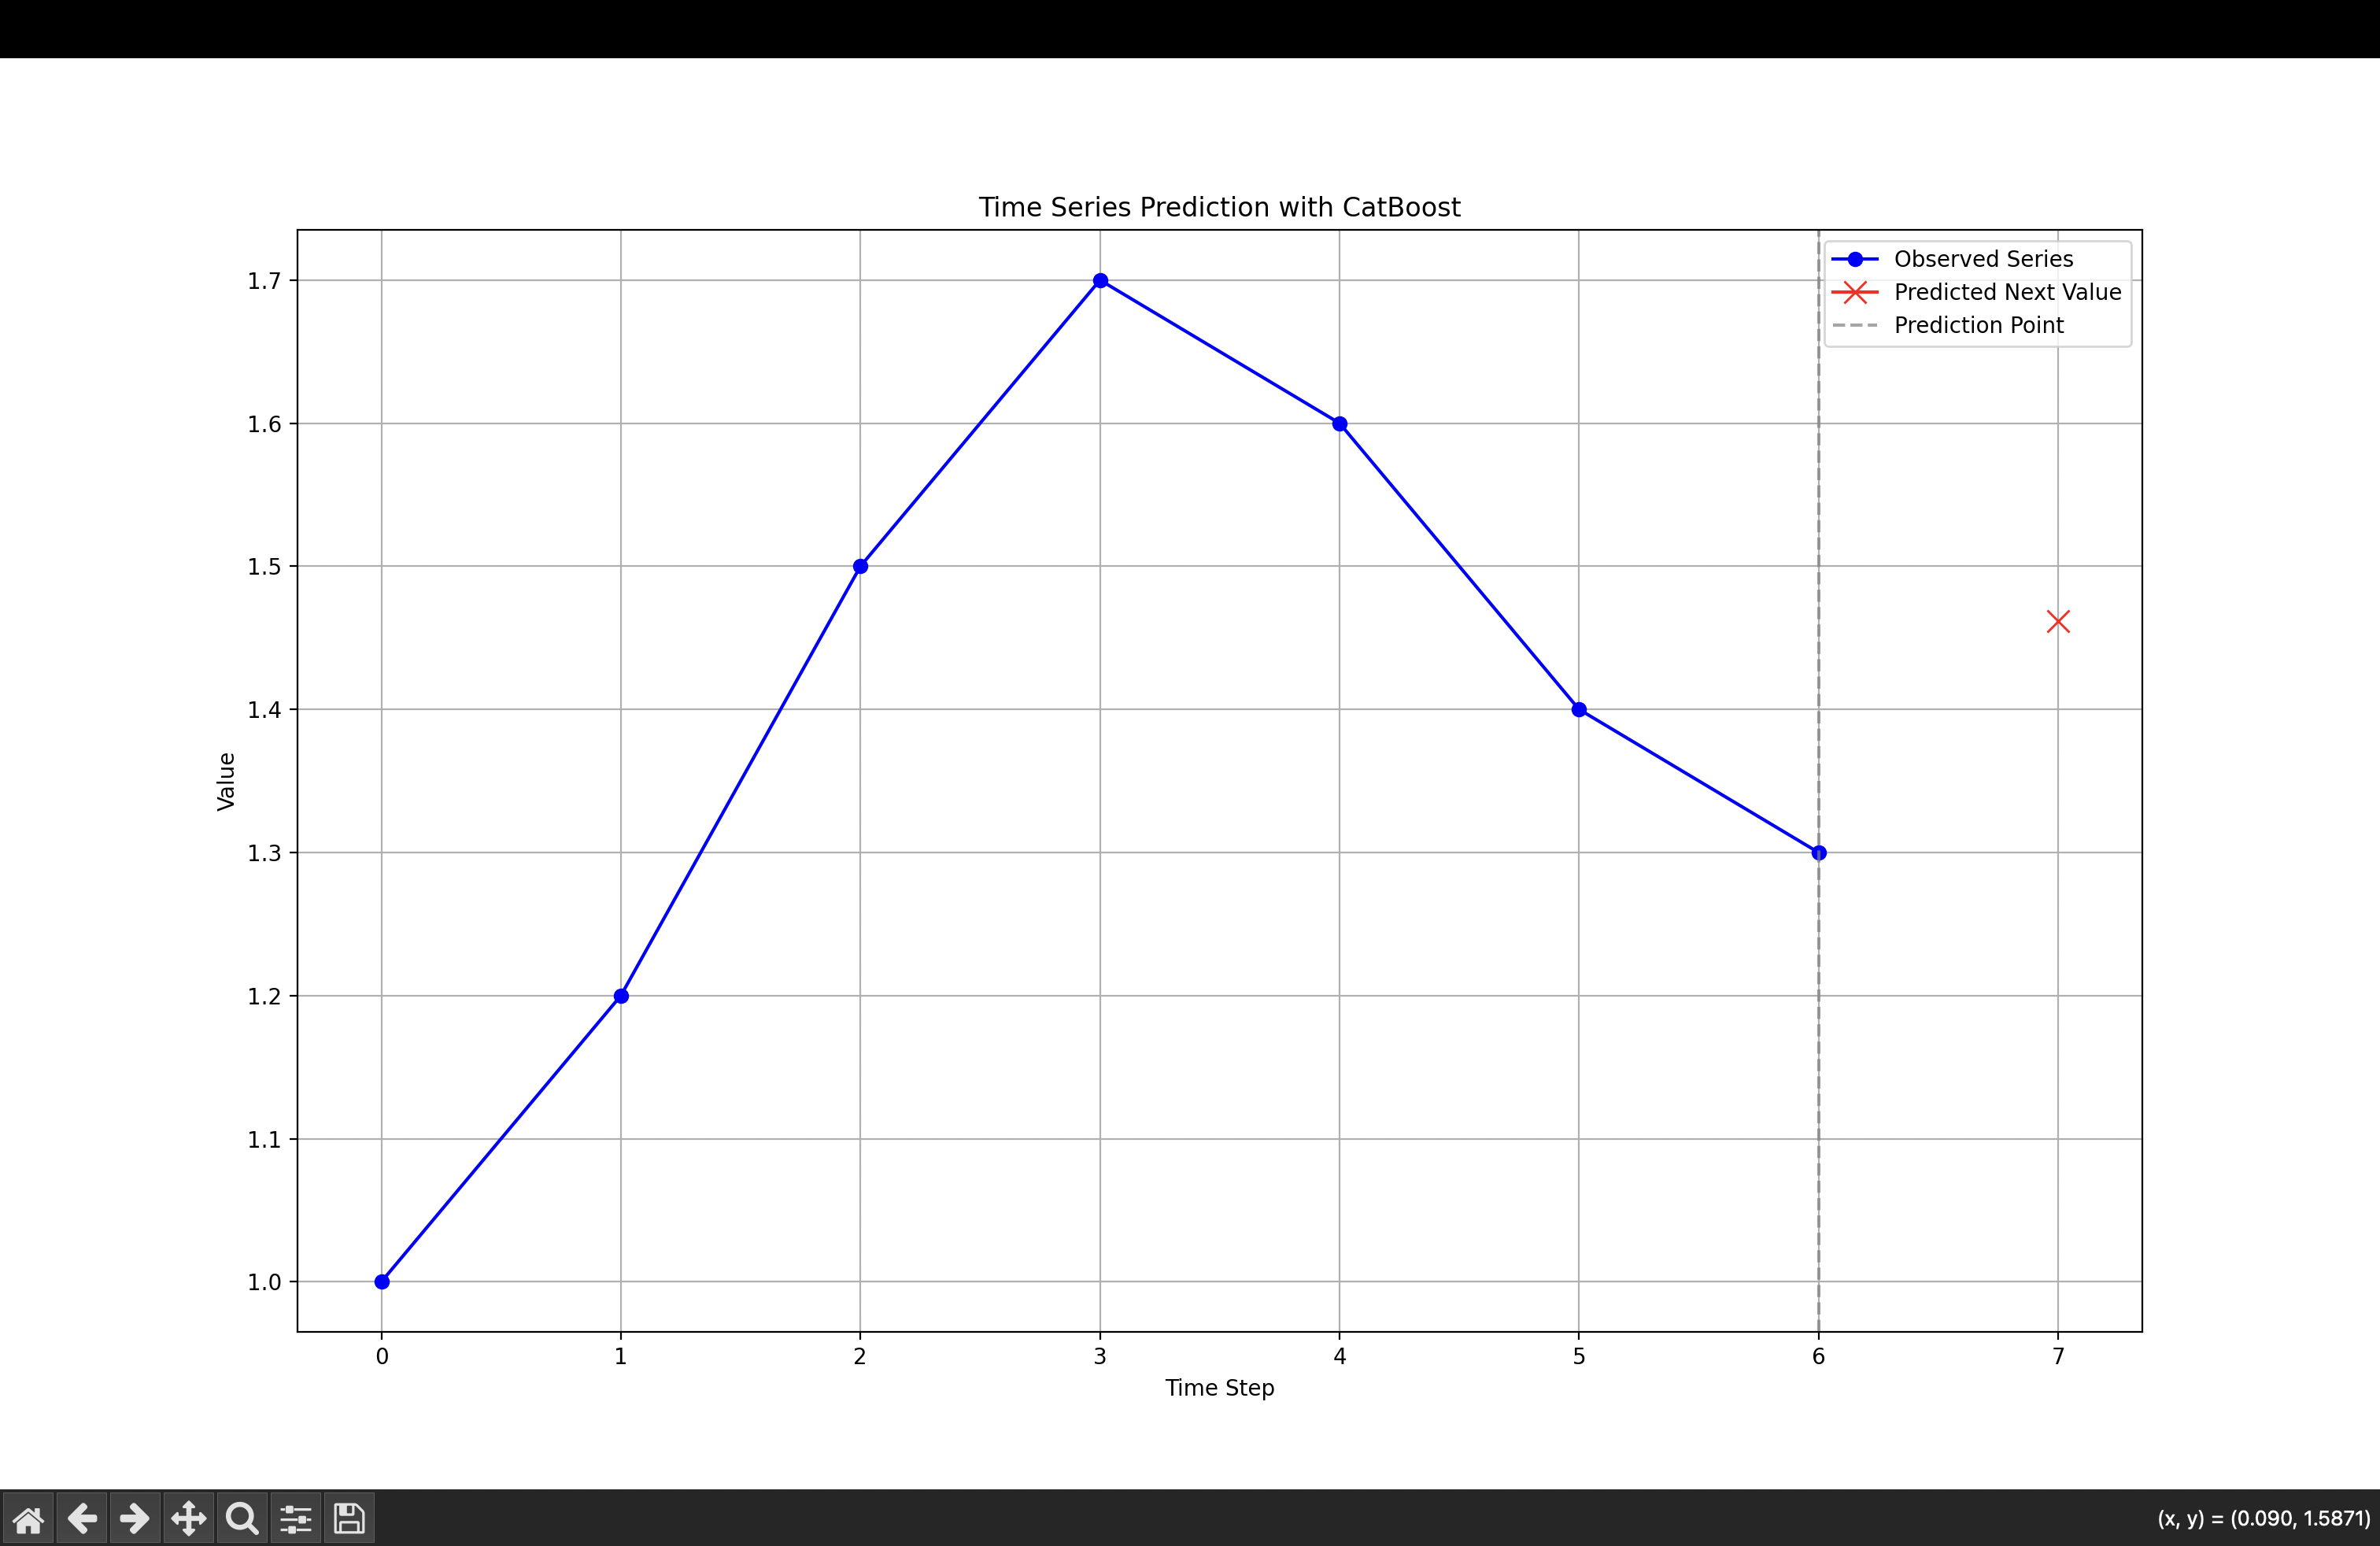 Time Series Prediction with CatBoost
Observed Series
Predicted Next Value
Prediction Point
1.7
1.6
1.5
1.4
1.3
1.2
1.1
1.0
Value
0 1 2 3 4 5 6 7
Time Step
(x, y) = (0.090, 1.5871)